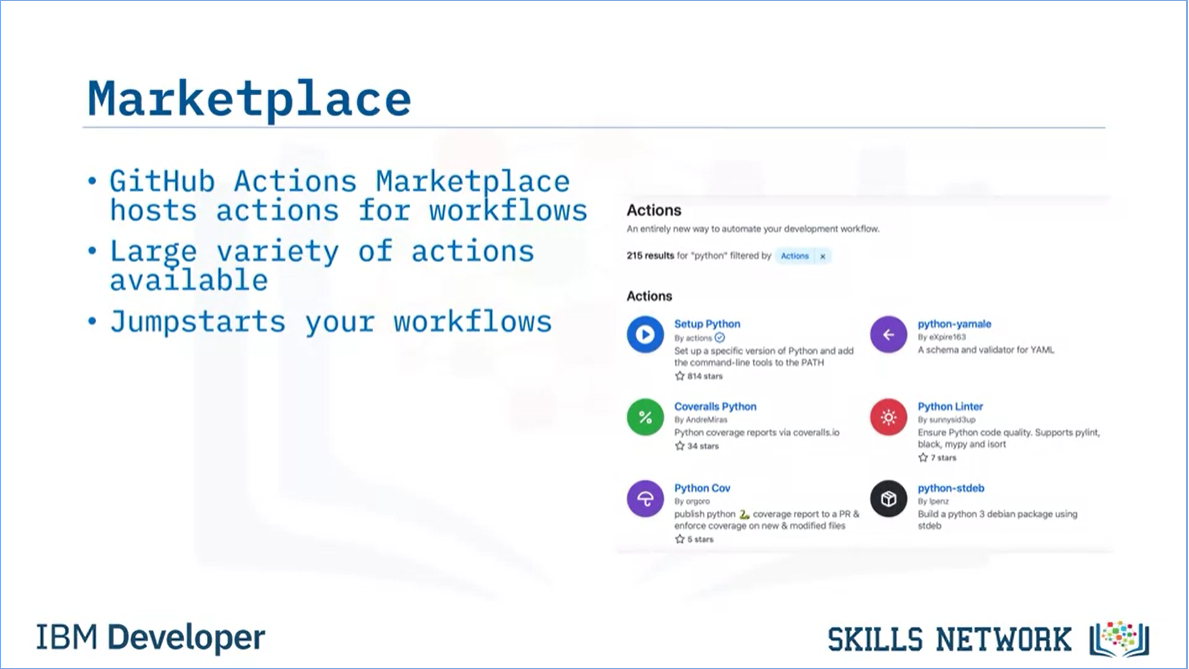 Marketplace
• GitHub Actions Marketplace
hosts actions for workflows
• Large variety of actions
available
• Jumpstarts your workflows
Actions
An entirely new way to automate your development workflow.
215 results for "python" filtered by Actions ×
Actions
Setup Python
By actions
Set up a specific version of Python and add
the command-line tools to the PATH
814 stars
python-yamale
By eXpire163
A schema and validator for YAML
Coveralls Python
By AndreMiras
Python coverage reports via coveralls.io
34 stars
Python Linter
By sunnysid3up
Ensure Python code quality. Supports pylint,
black, mypy and isort
7 stars
Python Cov
By orgoro
publish python 🐍 coverage report to a PR &
enforce coverage on new & modified files
5 stars
python-stdeb
By lpenz
Build a python 3 debian package using
stdeb
IBM Developer
SKILLS NETWORK